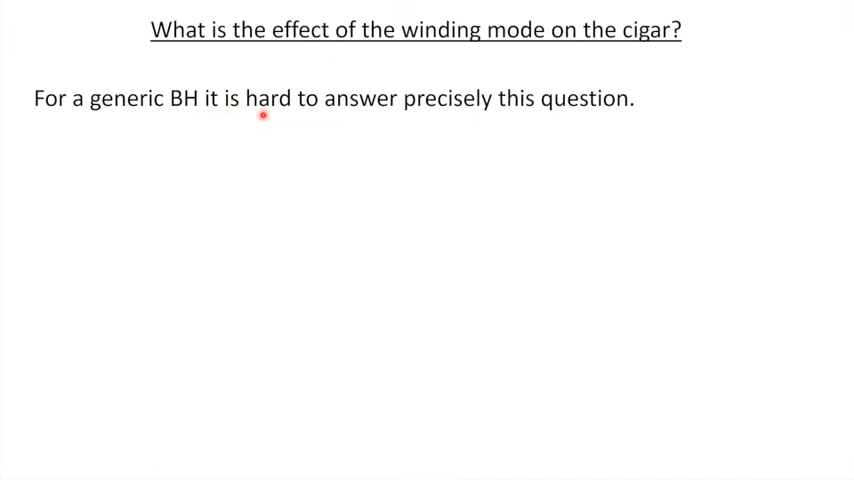 What is the effect of the winding mode on the cigar?
For a generic BH it is hard to answer precisely this question.